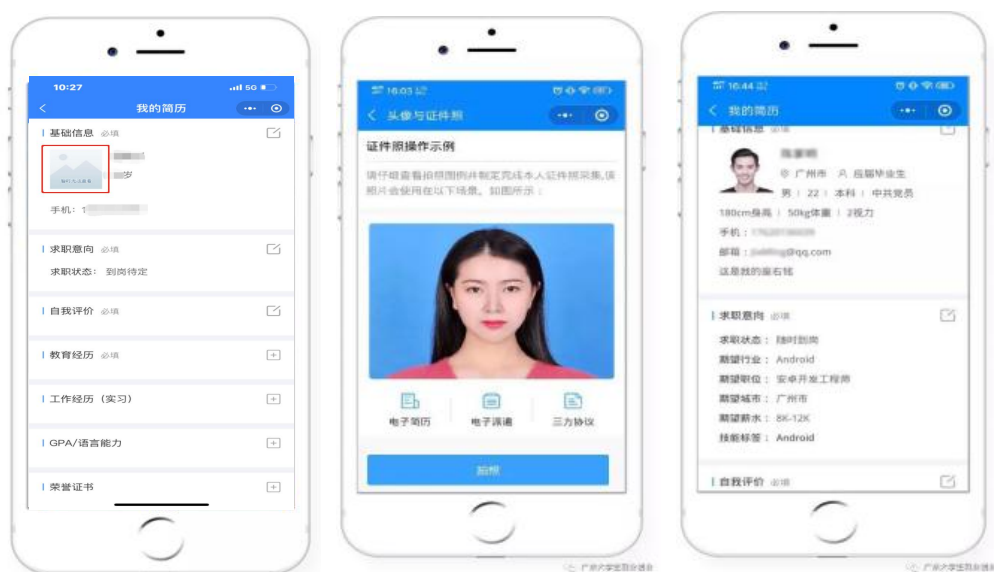 10:27
5G
我的简历
基础信息 必填
岁
手机：1
求职意向 必填
求职状态： 到岗待定
自我评价 必填
教育经历 必填
工作经历（实习）
GPA/语言能力
荣誉证书
16:03
头像与证件照
证件照操作示例
请仔细查看拍照图例并制定完成本人证件照采集,该
照片会使用在以下场景。如图所示：
电子简历
电子派遣
三方协议
拍照
16:44
我的简历
基础信息 必填
广州市 应届毕业生
男 | 22 | 本科 | 中共党员
180cm身高 | 50kg体重 | 2视力
手机：
邮箱： @qq.com
这是我的座右铭
求职意向 必填
求职状态： 随时到岗
期望行业： Android
期望职位： 安卓开发工程师
期望城市： 广州市
期望薪水： 8K-12K
技能标签： Android
自我评价 必填